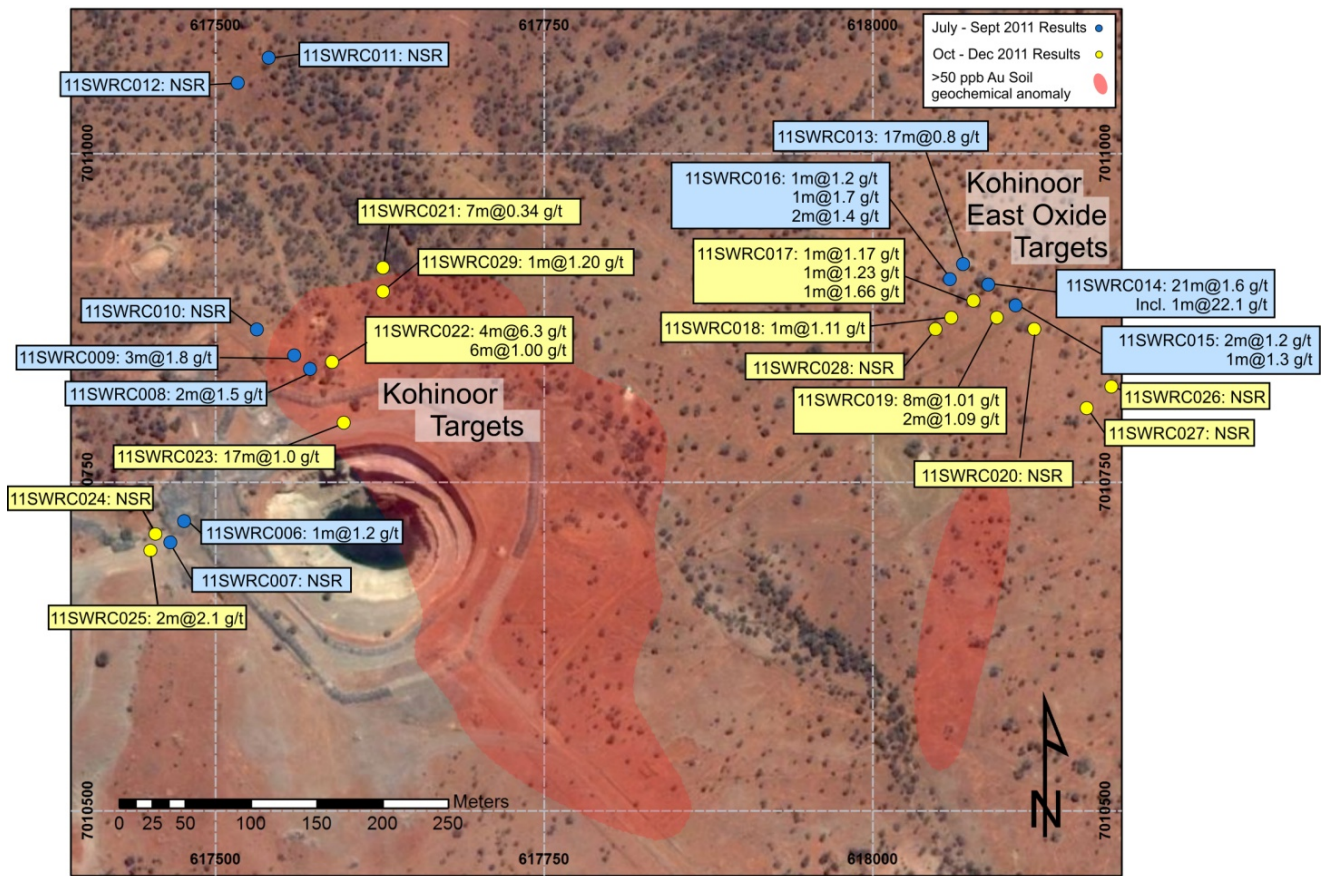 617500
617750
618000
July - Sept 2011 Results
Oct - Dec 2011 Results
>50 ppb Au Soil
geochemical anomaly
11SWRC011: NSR
11SWRC012: NSR
7011000
7011000
11SWRC013: 17m@0.8 g/t
11SWRC016: 1m@1.2 g/t
1m@1.7 g/t
2m@1.4 g/t
Kohinoor
East Oxide
Targets
11SWRC021: 7m@0.34 g/t
11SWRC029: 1m@1.20 g/t
11SWRC017: 1m@1.17 g/t
1m@1.23 g/t
1m@1.66 g/t
11SWRC014: 21m@1.6 g/t
Incl. 1m@22.1 g/t
11SWRC010: NSR
11SWRC022: 4m@6.3 g/t
6m@1.00 g/t
11SWRC018: 1m@1.11 g/t
11SWRC015: 2m@1.2 g/t
1m@1.3 g/t
11SWRC009: 3m@1.8 g/t
11SWRC028: NSR
11SWRC008: 2m@1.5 g/t
Kohinoor
Targets
11SWRC019: 8m@1.01 g/t
2m@1.09 g/t
11SWRC026: NSR
11SWRC027: NSR
11SWRC023: 17m@1.0 g/t
11SWRC020: NSR
7010750
7010750
11SWRC024: NSR
11SWRC006: 1m@1.2 g/t
11SWRC007: NSR
11SWRC025: 2m@2.1 g/t
7010500
7010500
Meters
0 25 50 100 150 200 250
N
617500
617750
618000